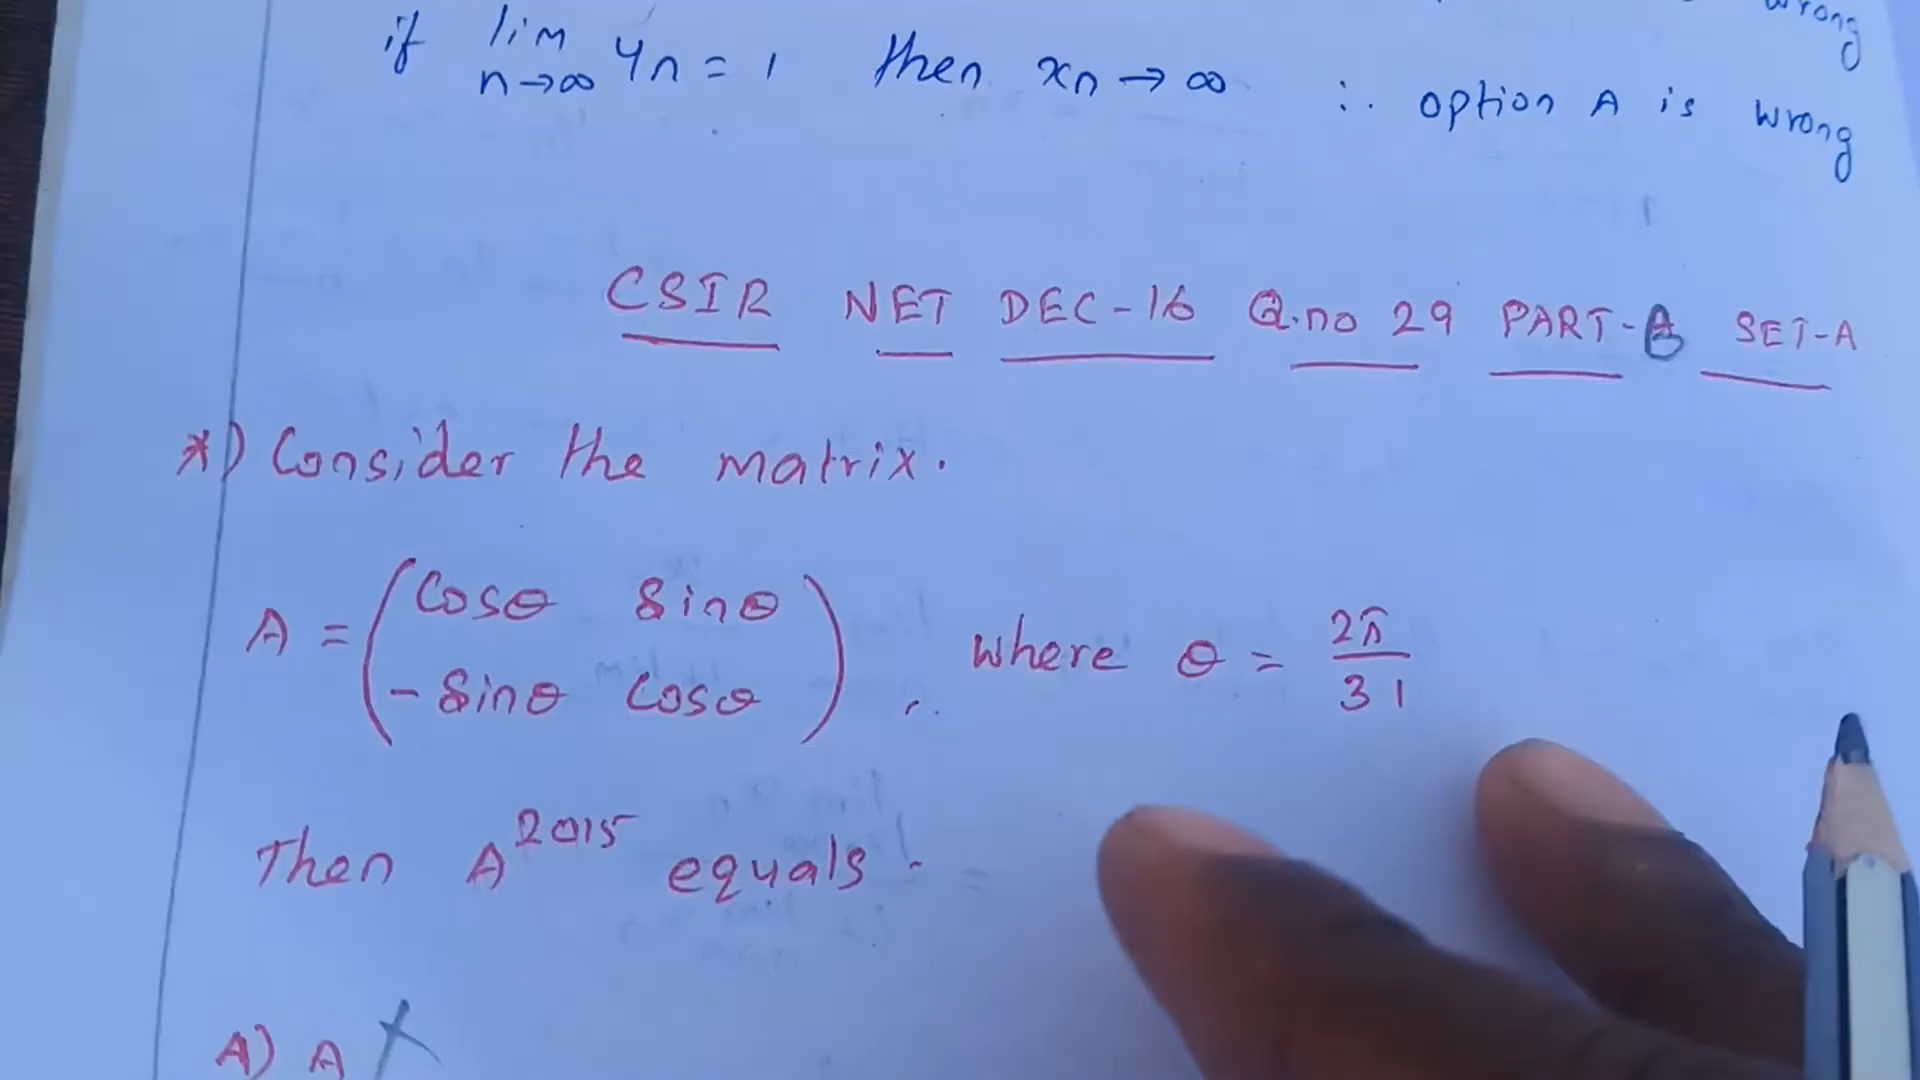 wrong
if lim n→∞ yn = 1 then xn → ∞ ∴ option A is wrong
CSIR NET DEC-16 Q.no 29 PART-B SET-A
*) Consider the matrix.
A = (cosθ sinθ
-sinθ cosθ), where θ = 2π/31
Then A^2015 equals -
A) A